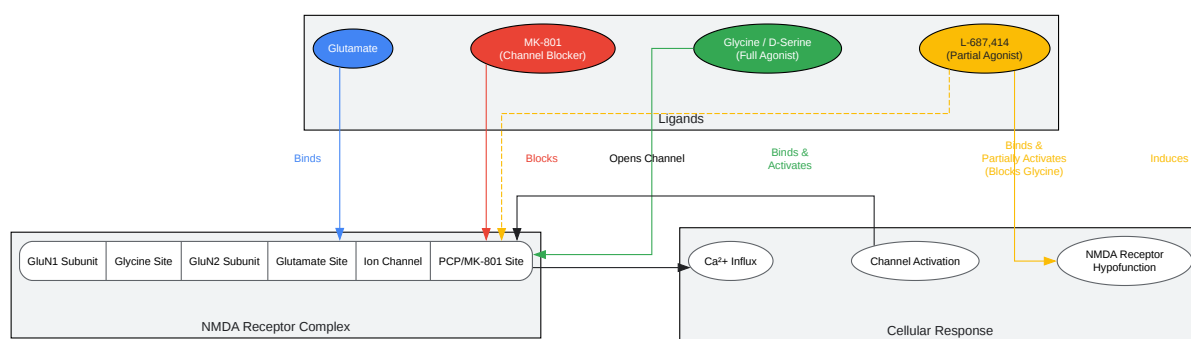 Glutamate
MK-801
(Channel Blocker)
Glycine / D-Serine
(Full Agonist)
L-687,414
(Partial Agonist)
Ligands
Binds
Blocks
Opens Channel
Binds &
Activates
Binds &
Partially Activates
(Blocks Glycine)
Induces
GluN1 Subunit
Glycine Site
GluN2 Subunit
Glutamate Site
Ion Channel
PCP/MK-801 Site
NMDA Receptor Complex
Ca²+ Influx
Channel Activation
NMDA Receptor
Hypofunction
Cellular Response